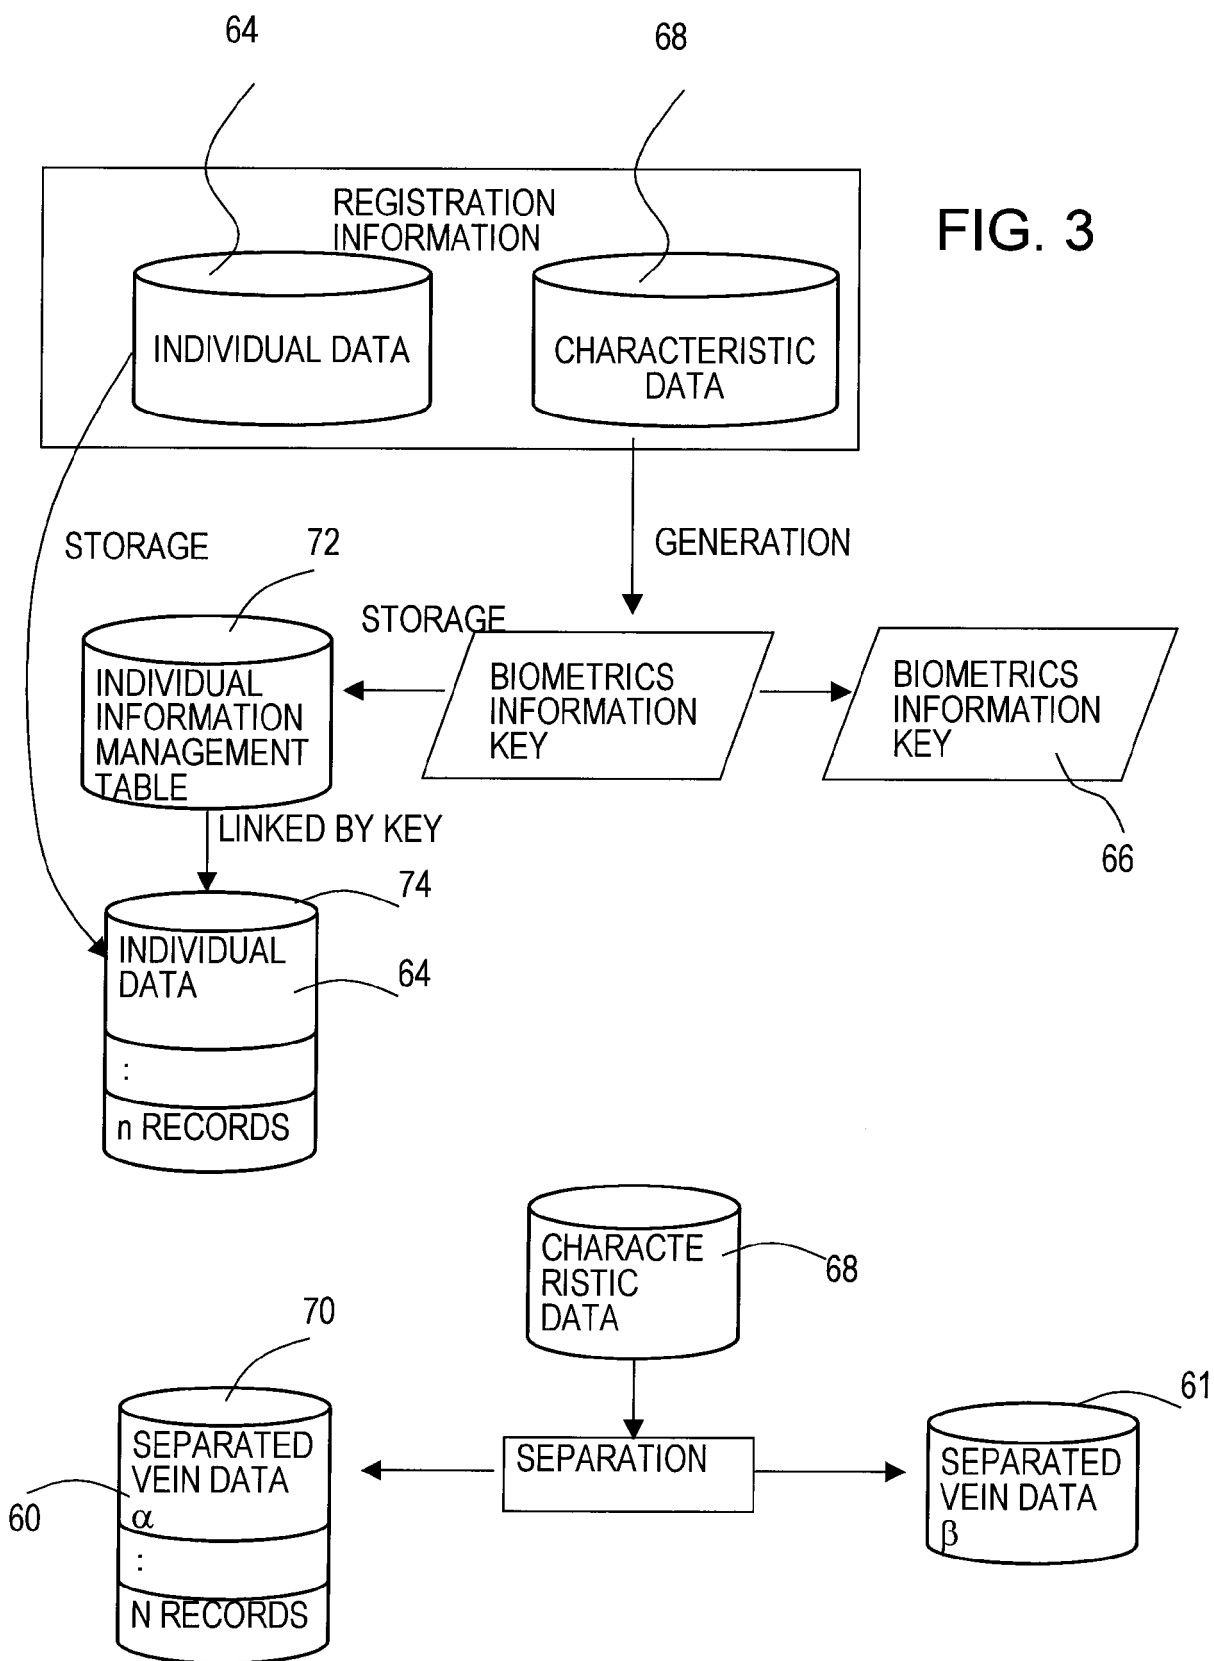 64
68
REGISTRATION
INFORMATION
FIG. 3
INDIVIDUAL DATA
CHARACTERISTIC
DATA
STORAGE
72
GENERATION
STORAGE
INDIVIDUAL
INFORMATION
MANAGEMENT
TABLE
BIOMETRICS
INFORMATION
KEY
BIOMETRICS
INFORMATION
KEY
66
LINKED BY KEY
74
INDIVIDUAL
DATA
64
:
n RECORDS
CHARACTE
RISTIC
DATA
68
70
SEPARATED
VEIN DATA
α
60
:
N RECORDS
SEPARATION
61
SEPARATED
VEIN DATA
β